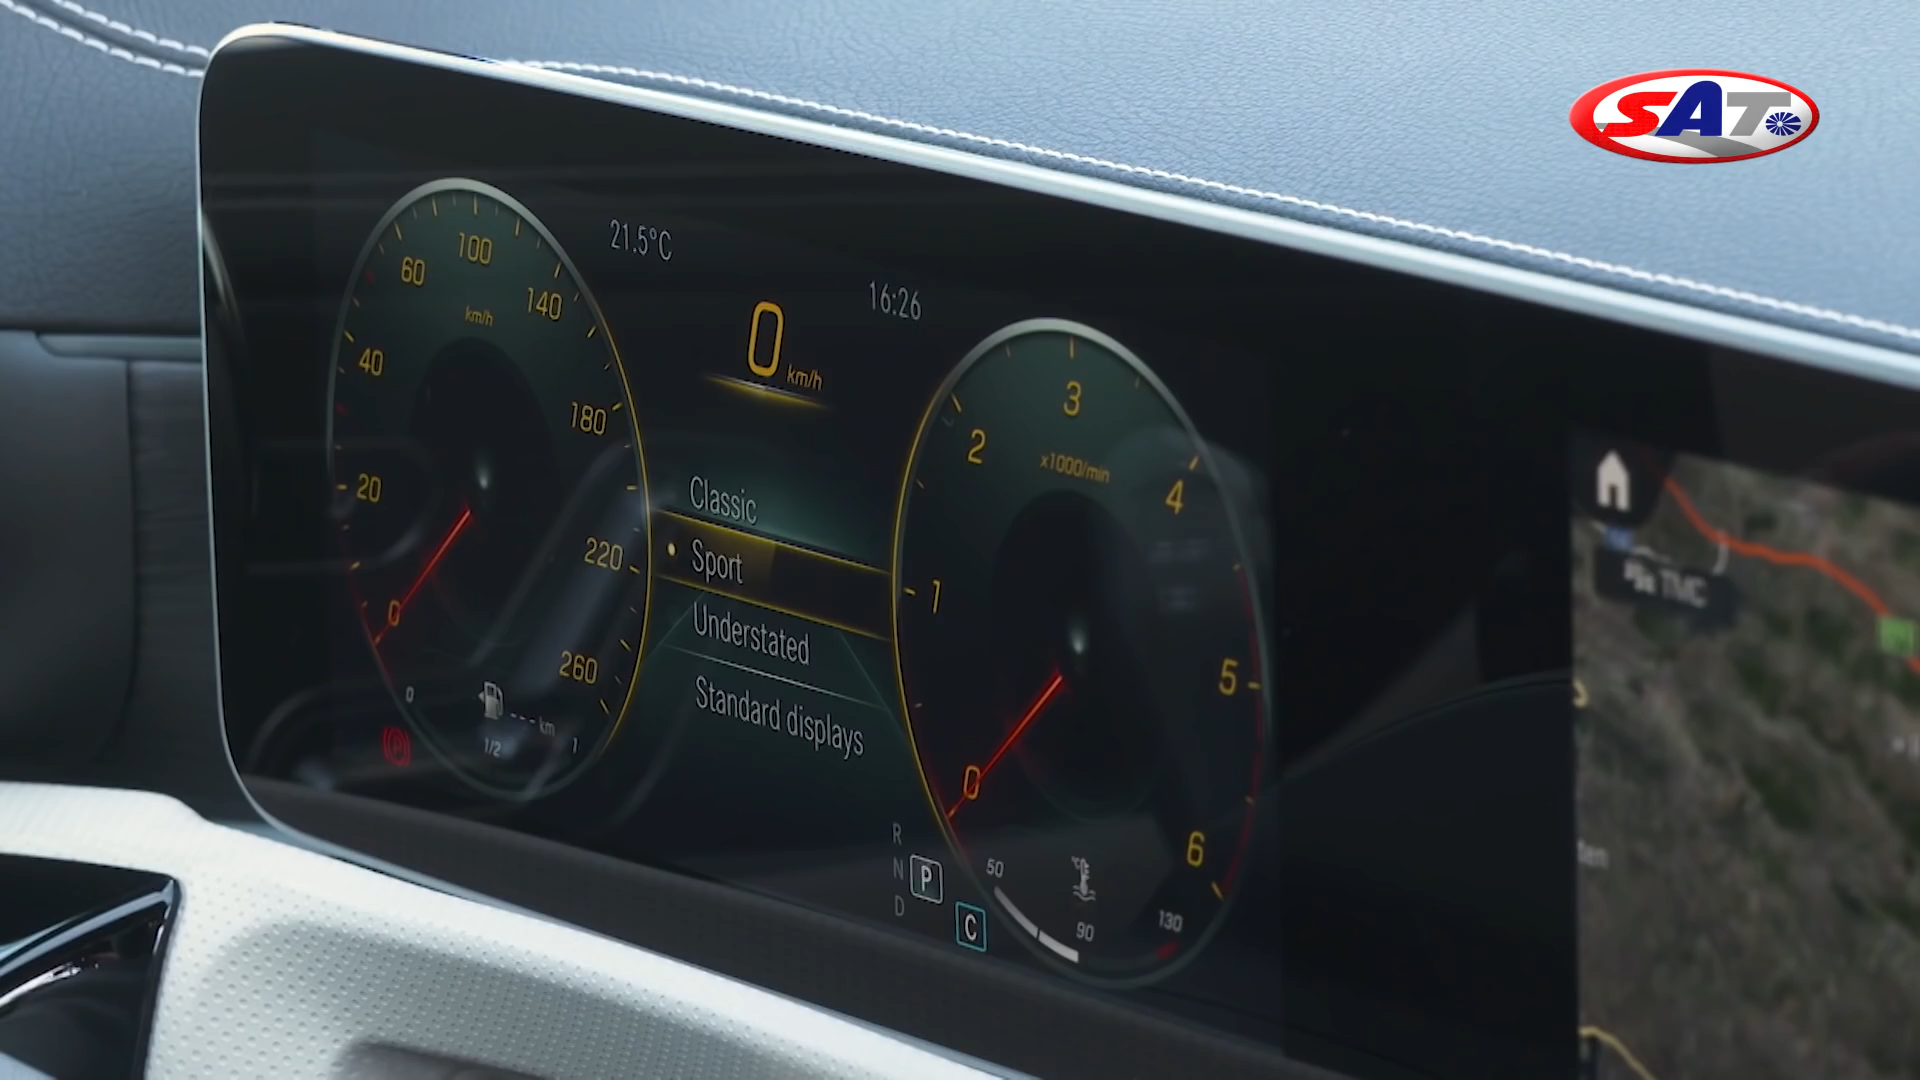 SAT
21.5°C
16:26
0 km/h
100
60
140
km/h
40
180
20
220
0
260
0
--- km
1/2
1
Classic
Sport
Understated
Standard displays
3
2
x1000/min
4
1
5
0
6
R
N
D
P
C
50
°C
90
130
TMC